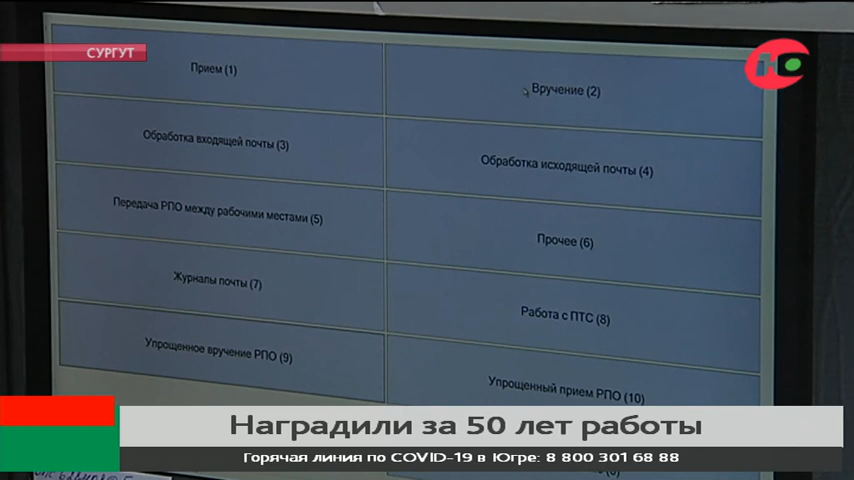 СУРГУТ
Ю
Прием (1)
Вручение (2)
Обработка входящей почты (3)
Обработка исходящей почты (4)
Передача РПО между рабочими местами (5)
Прочее (6)
Журналы почты (7)
Работа с ПТС (8)
Упрощенное вручение РПО (9)
Упрощенный прием РПО (10)
Наградили за 50 лет работы
Горячая линия по COVID-19 в Югре: 8 800 301 68 88